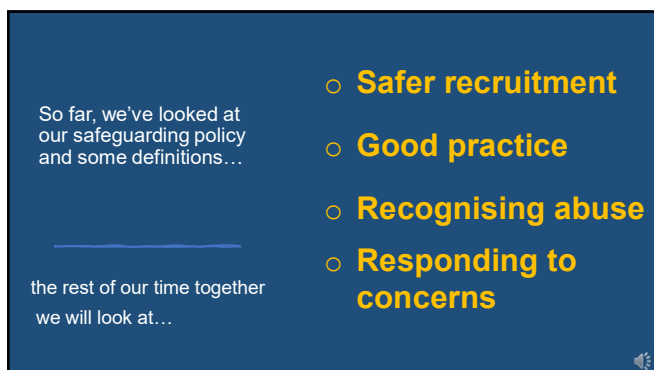 So far, we've looked at
our safeguarding policy
and some definitions…
the rest of our time together
we will look at…
o Safer recruitment
o Good practice
o Recognising abuse
o Responding to
concerns